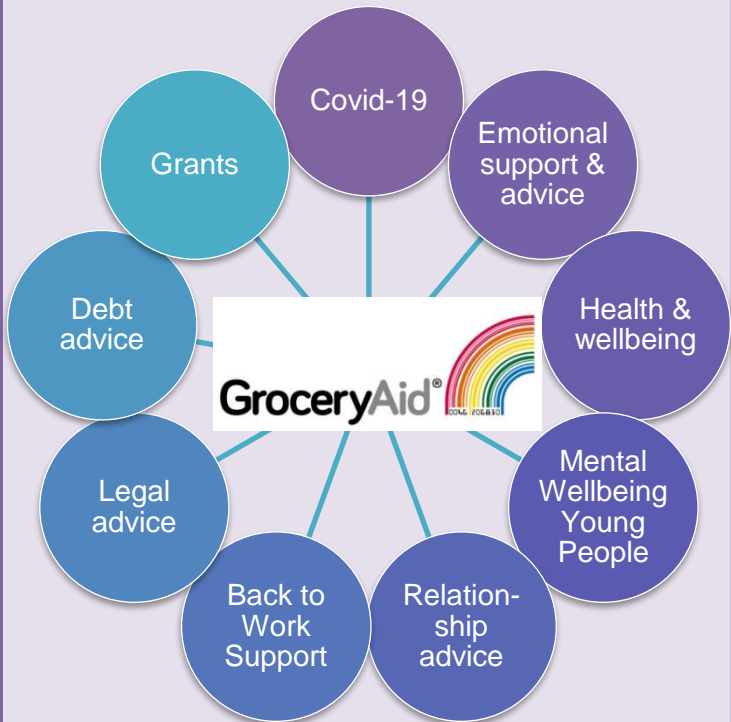 Covid-19
Emotional
support &
advice
Health &
wellbeing
Mental
Wellbeing
Young
People
Relation-
ship
advice
Back to
Work
Support
Legal
advice
Debt
advice
Grants
GroceryAid®